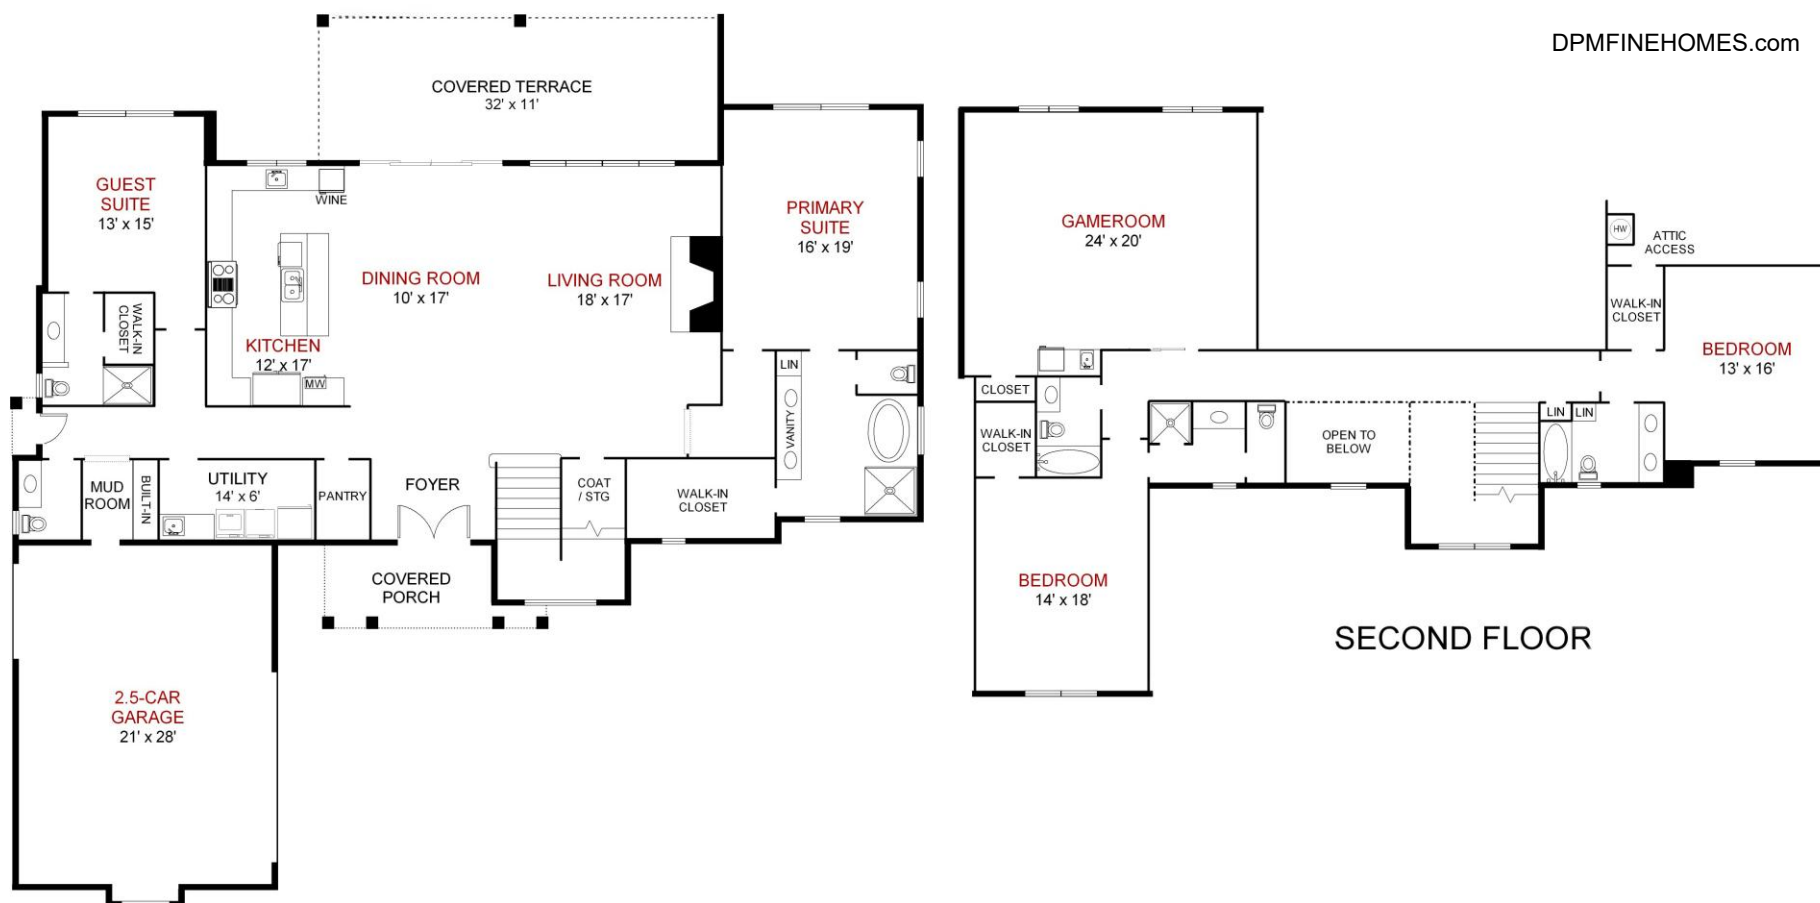 DPMFINEHOMES.com
COVERED TERRACE
32' x 11'
GUEST
SUITE
13' x 15'
WINE
PRIMARY
SUITE
16' x 19'
DINING ROOM
10' x 17'
LIVING ROOM
18' x 17'
WALK-IN
CLOSET
KITCHEN
12' x 17'
MW
LIN
VANITY
MUD
ROOM
BUILT-IN
UTILITY
14' x 6'
PANTRY
FOYER
COAT
/ STG
WALK-IN
CLOSET
COVERED
PORCH
2.5-CAR
GARAGE
21' x 28'
GAMEROOM
24' x 20'
HW
ATTIC
ACCESS
WALK-IN
CLOSET
BEDROOM
13' x 16'
CLOSET
WALK-IN
CLOSET
OPEN TO
BELOW
LIN
LIN
BEDROOM
14' x 18'
SECOND FLOOR